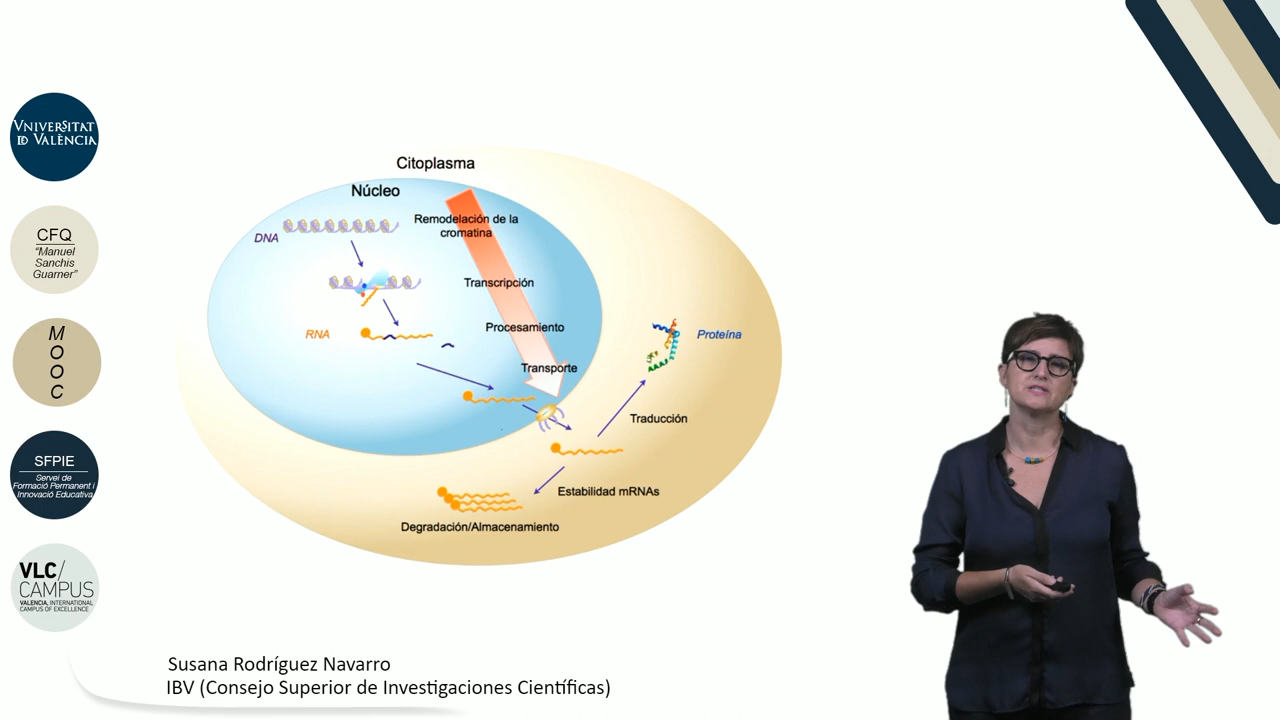 VNIVERSITAT
ID VALÈNCIA
CFQ
“Manuel
Sanchis
Guarner”
M
O
O
C
SFPIE
Servei de
Formació Permanent i
Innovació Educativa
VLC/
CAMPUS
VALENCIA, INTERNATIONAL
CAMPUS OF EXCELLENCE
Citoplasma
Núcleo
DNA
Remodelación de la
cromatina
Transcripción
RNA
Procesamiento
Proteína
Transporte
Traducción
Estabilidad mRNAs
Degradación/Almacenamiento
Susana Rodríguez Navarro
IBV (Consejo Superior de Investigaciones Científicas)